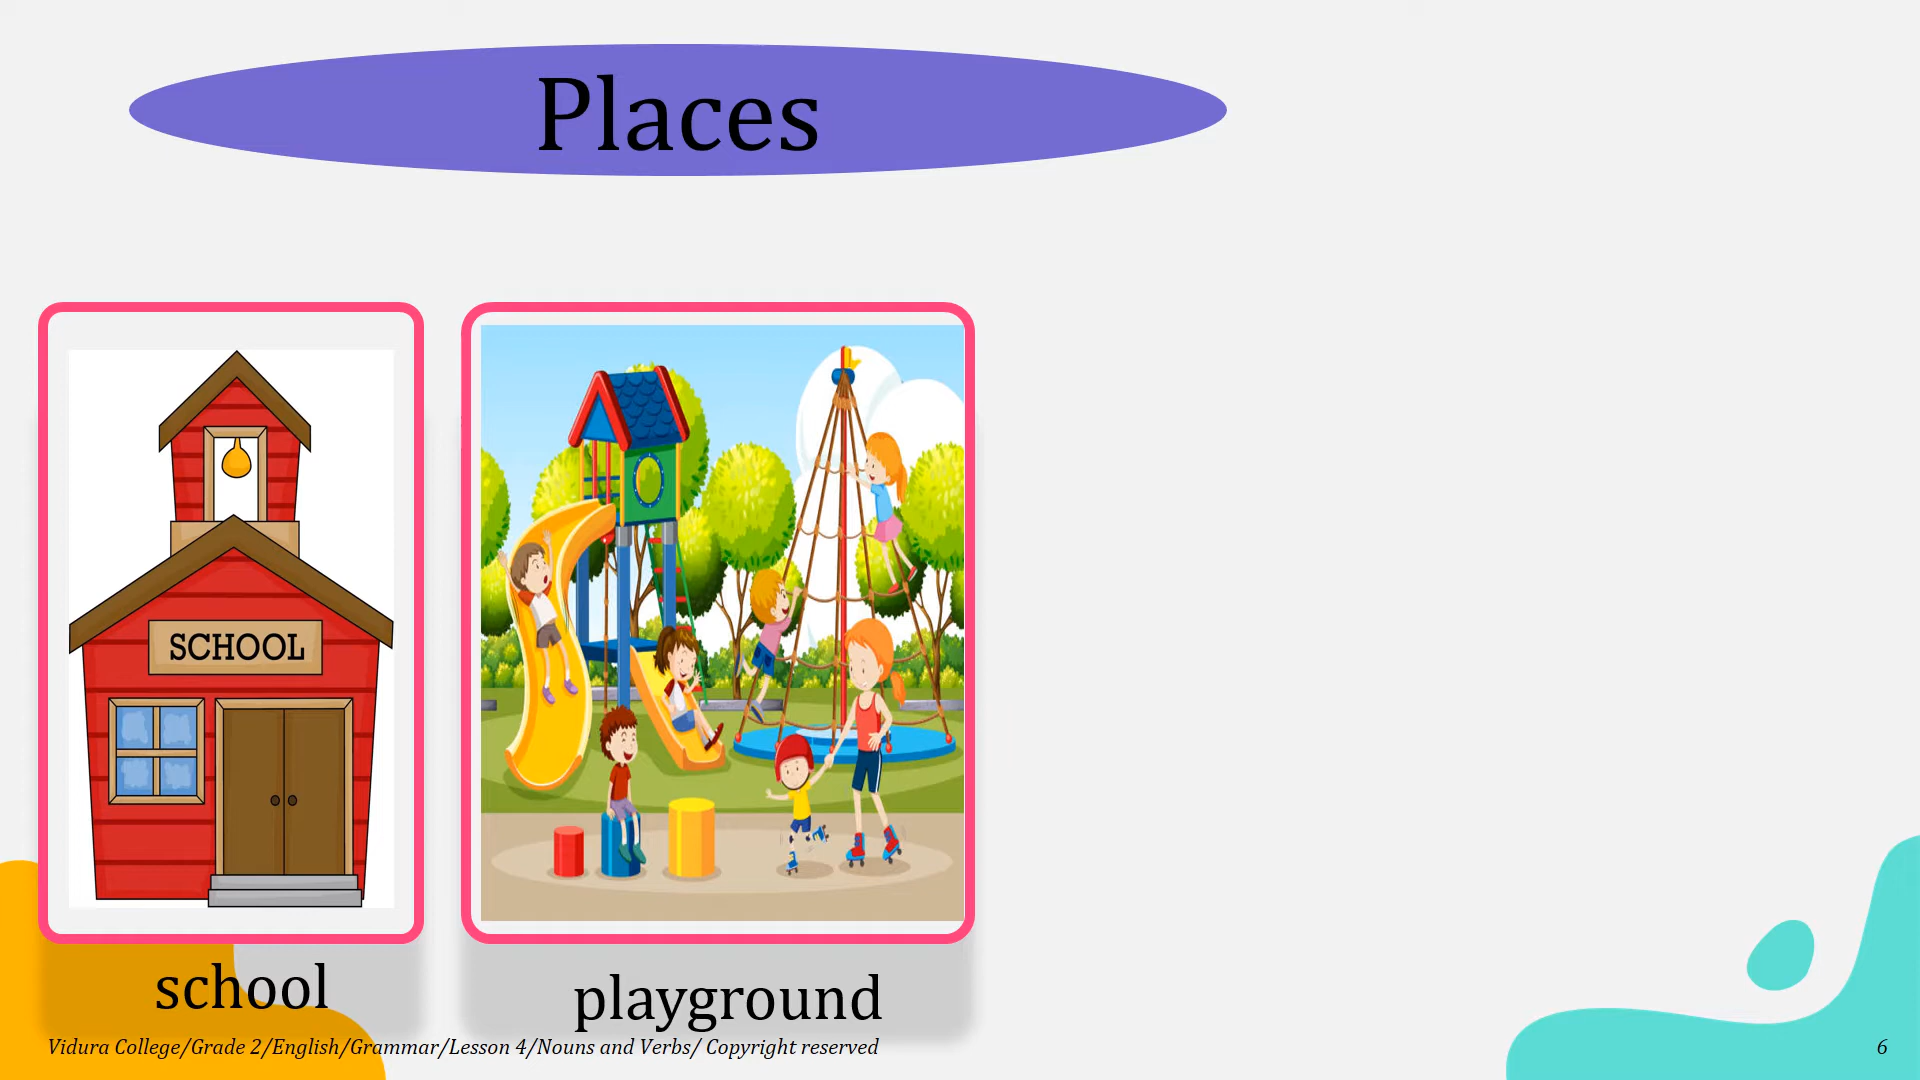 Places
SCHOOL
school
playground
Vidura College/Grade 2/English/Grammar/Lesson 4/Nouns and Verbs/ Copyright reserved
6